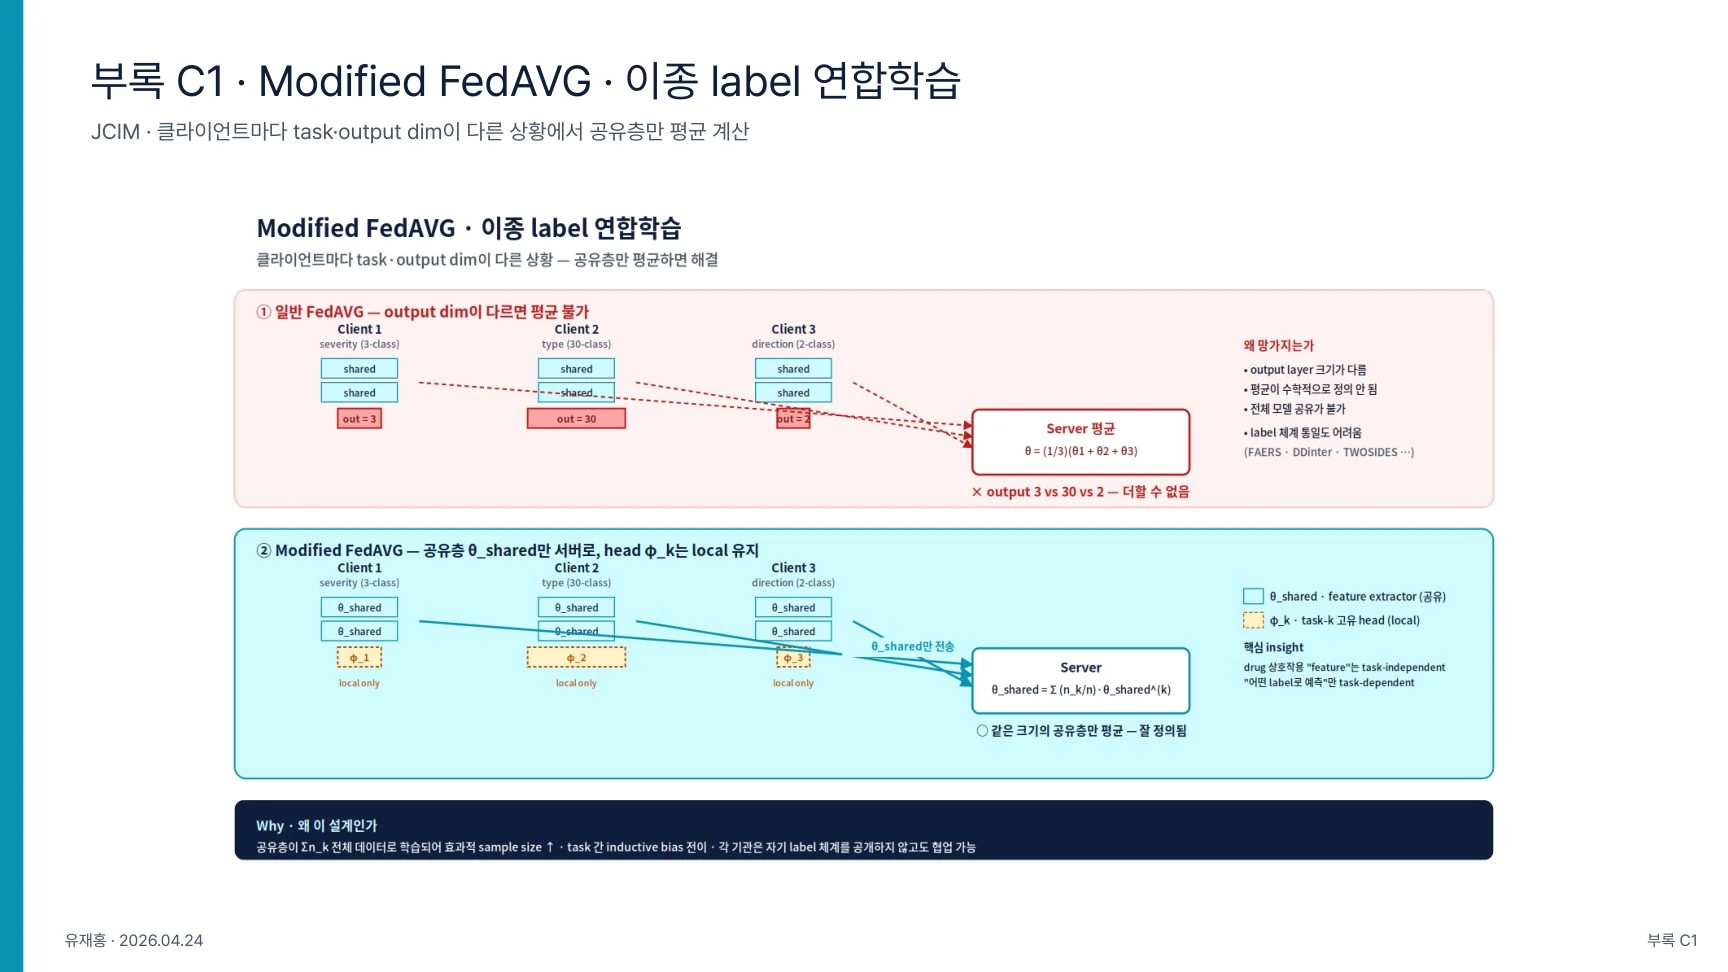 부록 C1 · Modified FedAVG · 이종 label 연합학습
JCIM · 클라이언트마다 task·output dim이 다른 상황에서 공유층만 평균 계산
Modified FedAVG · 이종 label 연합학습
클라이언트마다 task·output dim이 다른 상황 — 공유층만 평균하면 해결
① 일반 FedAVG — output dim이 다르면 평균 불가
Client 1
severity (3-class)
shared
shared
out = 3
Client 2
type (30-class)
shared
shared
out = 30
Client 3
direction (2-class)
shared
shared
out = 2
Server 평균
θ = (1/3)(θ1 + θ2 + θ3)
× output 3 vs 30 vs 2 — 더할 수 없음
왜 망가지는가
• output layer 크기가 다름
• 평균이 수학적으로 정의 안 됨
• 전체 모델 공유가 불가
• label 체계 통일도 어려움
(FAERS · DDinter · TWOSIDES ···)
② Modified FedAVG — 공유층 θ_shared만 서버로, head φ_k는 local 유지
Client 1
severity (3-class)
θ_shared
θ_shared
φ_1
local only
Client 2
type (30-class)
θ_shared
θ_shared
φ_2
local only
Client 3
direction (2-class)
θ_shared
θ_shared
φ_3
local only
θ_shared만 전송
Server
θ_shared = Σ (n_k/n) · θ_shared^(k)
○ 같은 크기의 공유층만 평균 — 잘 정의됨
θ_shared · feature extractor (공유)
φ_k · task-k 고유 head (local)
핵심 insight
drug 상호작용 "feature"는 task-independent
"어떤 label로 예측"만 task-dependent
Why · 왜 이 설계인가
공유층이 Σn_k 전체 데이터로 학습되어 효과적 sample size ↑ · task 간 inductive bias 전이 · 각 기관은 자기 label 체계를 공개하지 않고도 협업 가능
유재홍 · 2026.04.24
부록 C1